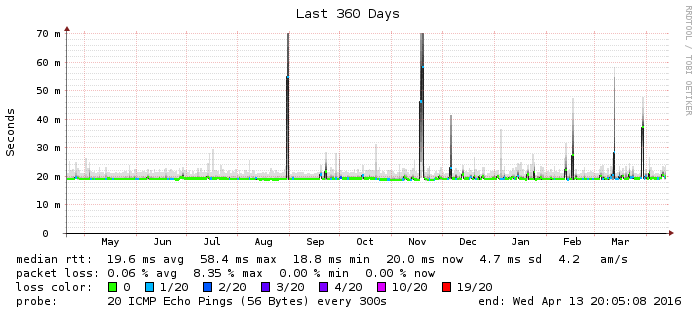 Last 360 Days
RRDTOOL / TOBI OETIKER
Seconds
70 m
60 m
50 m
40 m
30 m
20 m
10 m
0
May Jun Jul Aug Sep Oct Nov Dec Jan Feb Mar
median rtt: 19.6 ms avg 58.4 ms max 18.8 ms min 20.0 ms now 4.7 ms sd 4.2 am/s
packet loss: 0.06 % avg 8.35 % max 0.00 % min 0.00 % now
loss color: 0 1/20 2/20 3/20 4/20 10/20 19/20
probe: 20 ICMP Echo Pings (56 Bytes) every 300s end: Wed Apr 13 20:05:08 2016